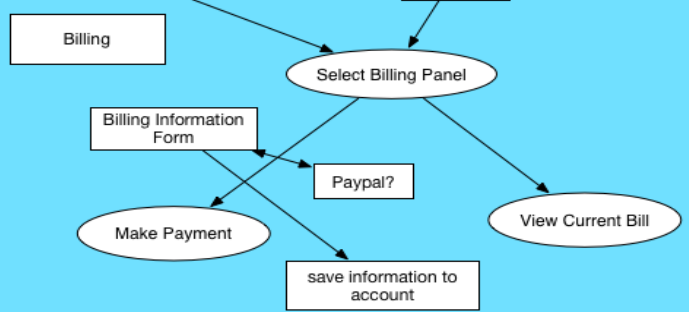 Billing
Select Billing Panel
Billing Information
Form
Paypal?
View Current Bill
Make Payment
save information to
account